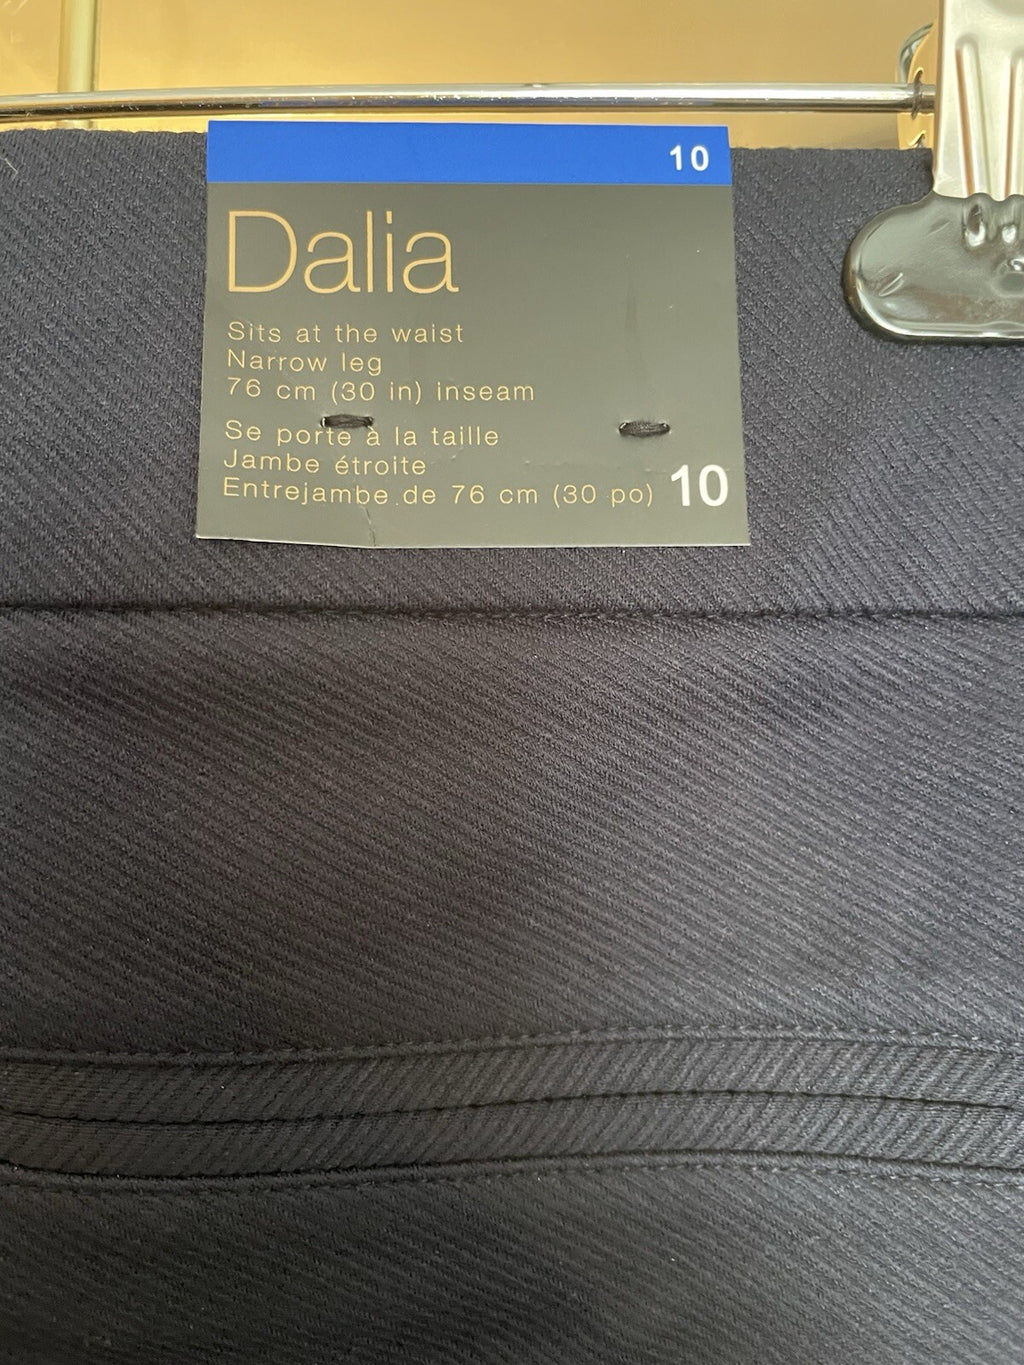 10
Dalia
Sits at the waist
Narrow leg
76 cm (30 in) inseam
Se porte à la taille
Jambe étroite
Entrejambe de 76 cm (30 po)
10